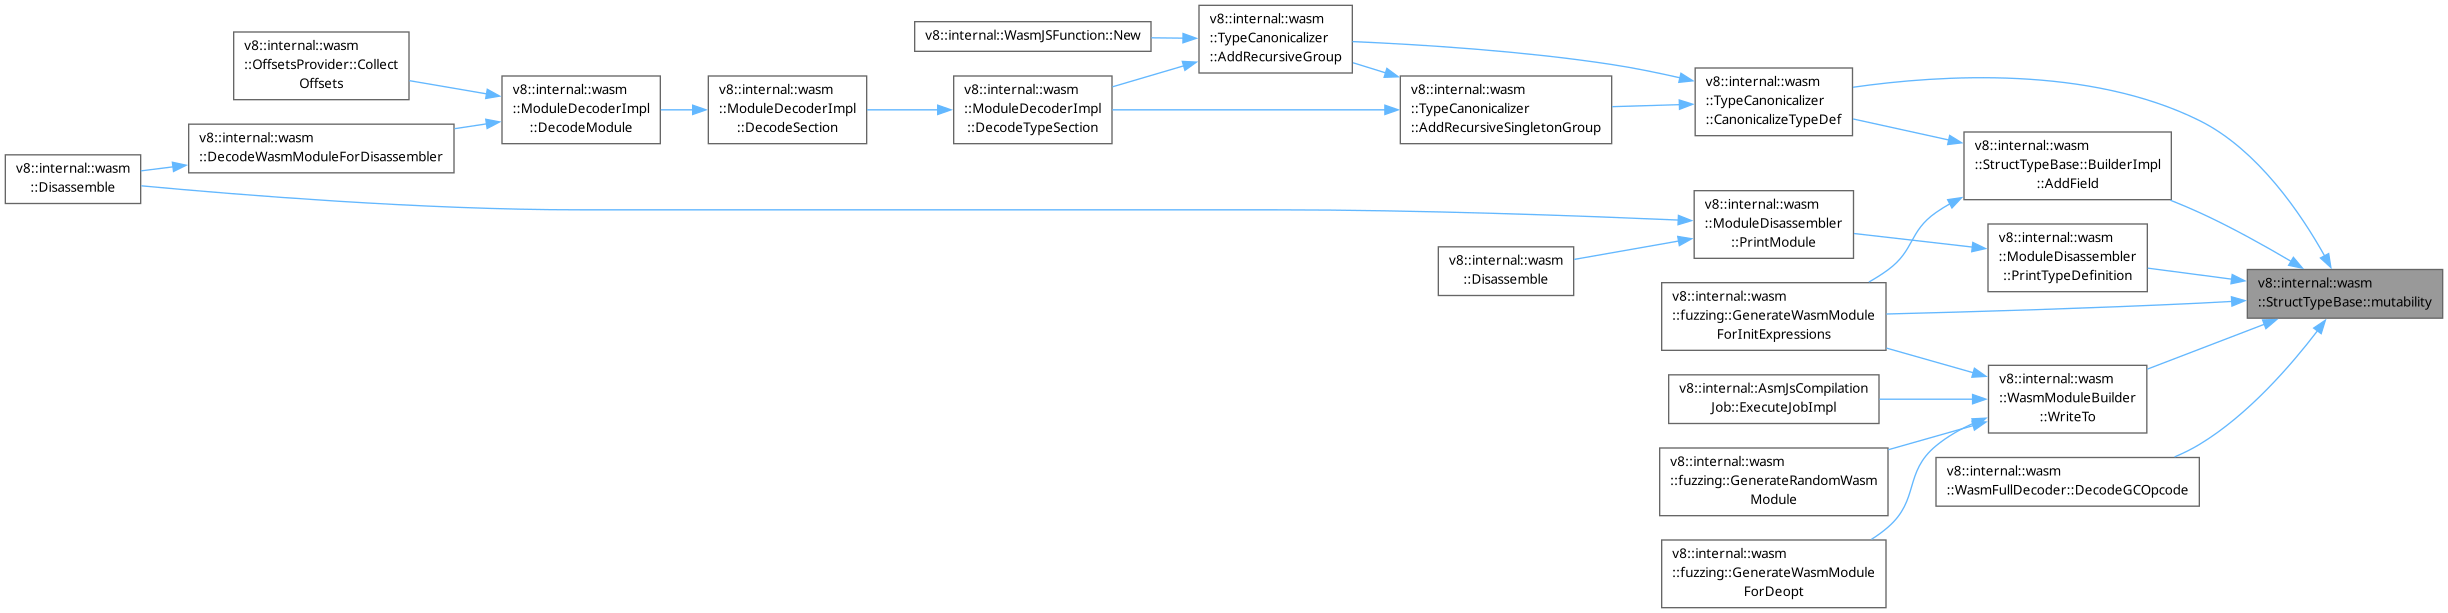 v8::internal::wasm
::TypeCanonicalizer
::AddRecursiveGroup
v8::internal::WasmJSFunction::New
v8::internal::wasm
::OffsetsProvider::Collect
Offsets
v8::internal::wasm
::ModuleDecoderImpl
::DecodeModule
v8::internal::wasm
::ModuleDecoderImpl
::DecodeSection
v8::internal::wasm
::ModuleDecoderImpl
::DecodeTypeSection
v8::internal::wasm
::TypeCanonicalizer
::AddRecursiveSingletonGroup
v8::internal::wasm
::TypeCanonicalizer
::CanonicalizeTypeDef
v8::internal::wasm
::DecodeWasmModuleForDisassembler
v8::internal::wasm
::StructTypeBase::BuilderImpl
::AddField
v8::internal::wasm
::Disassemble
v8::internal::wasm
::ModuleDisassembler
::PrintModule
v8::internal::wasm
::ModuleDisassembler
::PrintTypeDefinition
v8::internal::wasm
::Disassemble
v8::internal::wasm
::StructTypeBase::mutability
v8::internal::wasm
::fuzzing::GenerateWasmModule
ForInitExpressions
v8::internal::wasm
::WasmModuleBuilder
::WriteTo
v8::internal::AsmJsCompilation
Job::ExecuteJobImpl
v8::internal::wasm
::fuzzing::GenerateRandomWasm
Module
v8::internal::wasm
::WasmFullDecoder::DecodeGCOpcode
v8::internal::wasm
::fuzzing::GenerateWasmModule
ForDeopt